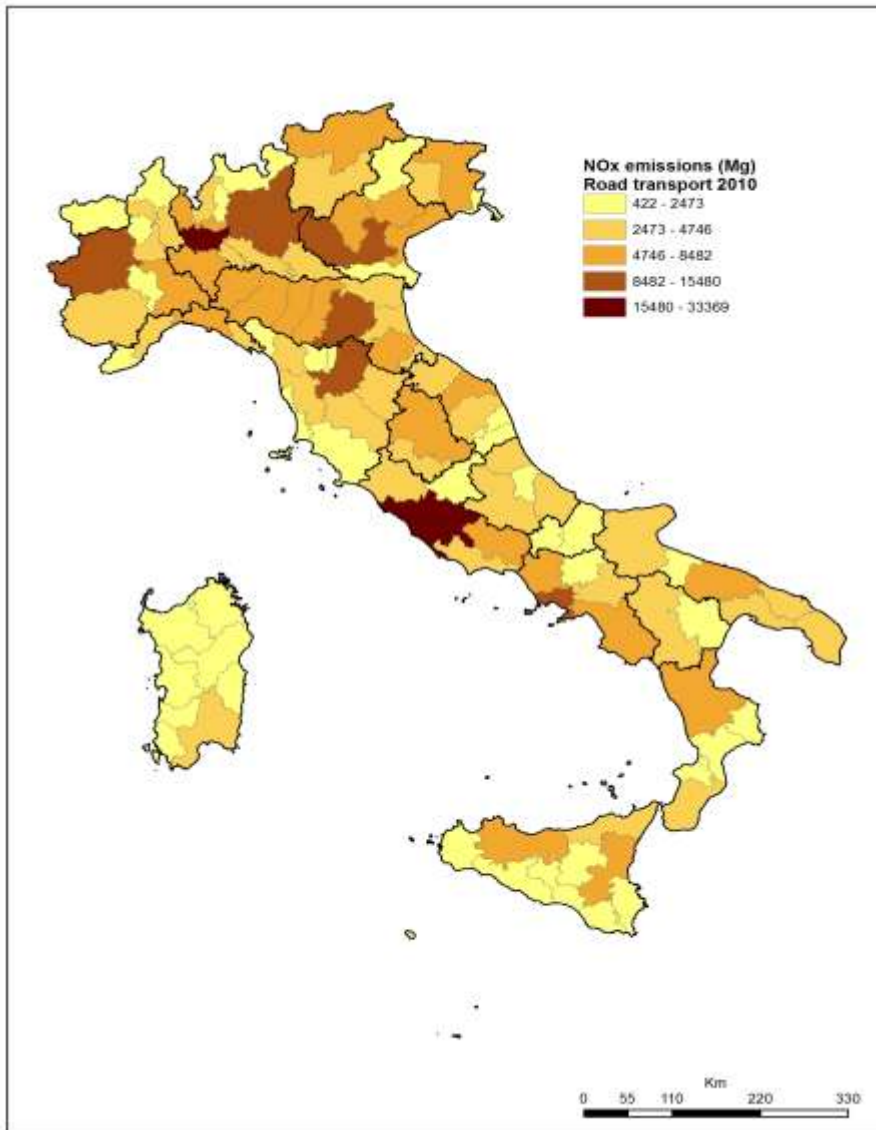 NOx emissions (Mg)
Road transport 2010
422 - 2473
2473 - 4746
4746 - 8482
8482 - 15480
15480 - 33369
Km
0 55 110 220 330